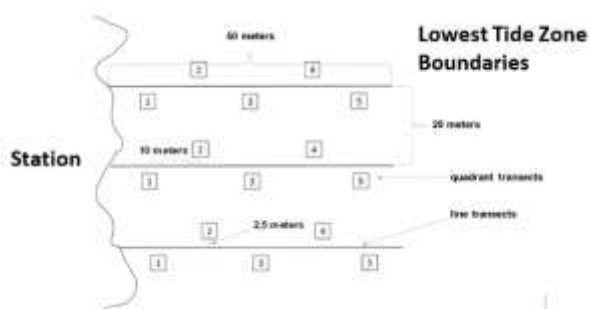 50 meters
Lowest Tide Zone
Boundaries
2 4
1 3 5
20 meters
Station
10 meters 2 4
1 3 5
quadrant transects
line transects
2.5 meters
2 4
1 3 5